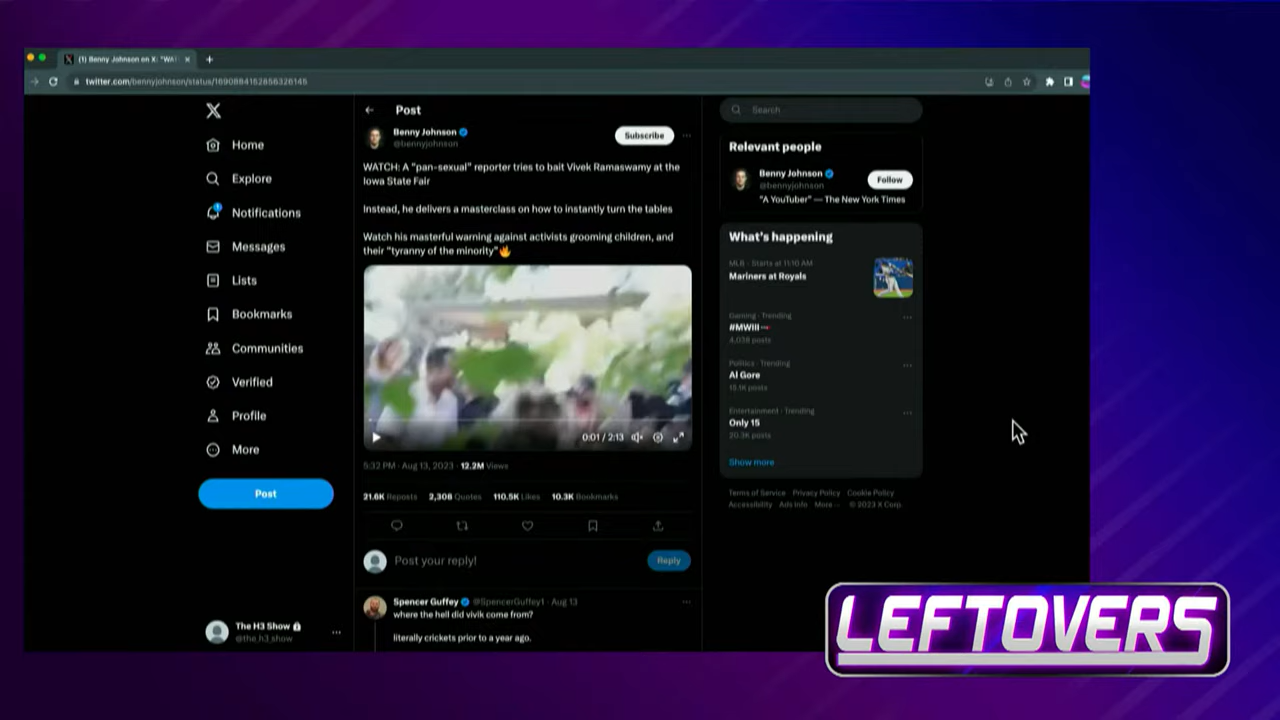 (1) Benny Johnson on X: "WAT
twitter.com/bennyjohnson/status/1690884152656326145
Home
Explore
Notifications
Messages
Lists
Bookmarks
Communities
Verified
Profile
More
Post
The H3 Show
@the_h3_show
Post
Benny Johnson
@bennyjohnson
Subscribe
WATCH: A "pan-sexual" reporter tries to bait Vivek Ramaswamy at the
Iowa State Fair
Instead, he delivers a masterclass on how to instantly turn the tables
Watch his masterful warning against activists grooming children, and
their "tyranny of the minority"🔥
0:01 / 2:13
5:32 PM · Aug 13, 2023 · 12.2M Views
21.6K Reposts 2,306 Quotes 110.5K Likes 10.3K Bookmarks
Post your reply!
Reply
Spencer Guffey @SpencerGuffey1 · Aug 13
where the hell did vivik come from?
literally crickets prior to a year ago.
Search
Relevant people
Benny Johnson
@bennyjohnson
Follow
"A YouTuber" — The New York Times
What's happening
MLB · Starts at 11:10 AM
Mariners at Royals
Gaming · Trending
#MWIII
4,038 posts
Politics · Trending
Al Gore
15.1K posts
Entertainment · Trending
Only 15
20.3K posts
Show more
Terms of Service Privacy Policy Cookie Policy
Accessibility Ads info More ... © 2023 X Corp.
LEFTOVERS